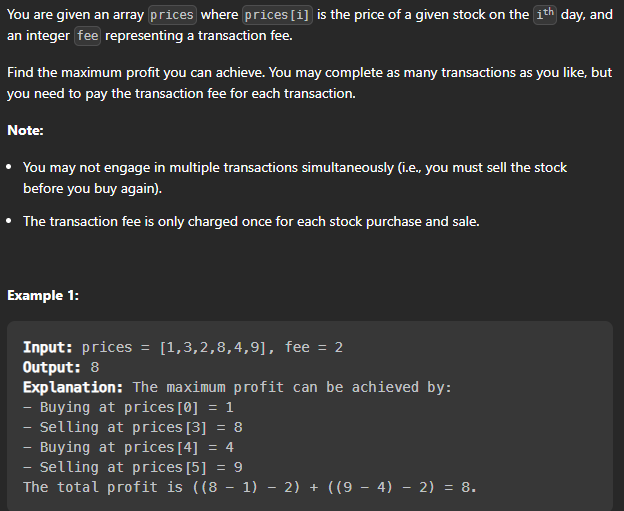 You are given an array prices where prices[i] is the price of a given stock on the ith day, and
an integer fee representing a transaction fee.
Find the maximum profit you can achieve. You may complete as many transactions as you like, but
you need to pay the transaction fee for each transaction.
Note:
• You may not engage in multiple transactions simultaneously (i.e., you must sell the stock
before you buy again).
• The transaction fee is only charged once for each stock purchase and sale.
Example 1:
Input: prices = [1,3,2,8,4,9], fee = 2
Output: 8
Explanation: The maximum profit can be achieved by:
- Buying at prices[0] = 1
- Selling at prices[3] = 8
- Buying at prices[4] = 4
- Selling at prices[5] = 9
The total profit is ((8 - 1) - 2) + ((9 - 4) - 2) = 8.